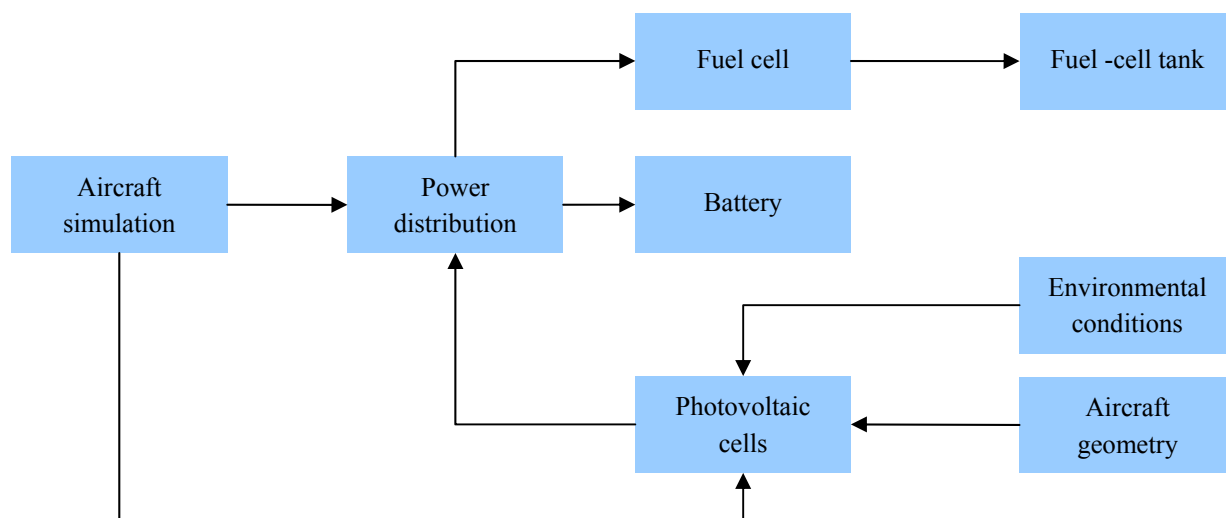 Fuel cell
Fuel -cell tank
Aircraft
simulation
Power
distribution
Battery
Environmental
conditions
Photovoltaic
cells
Aircraft
geometry